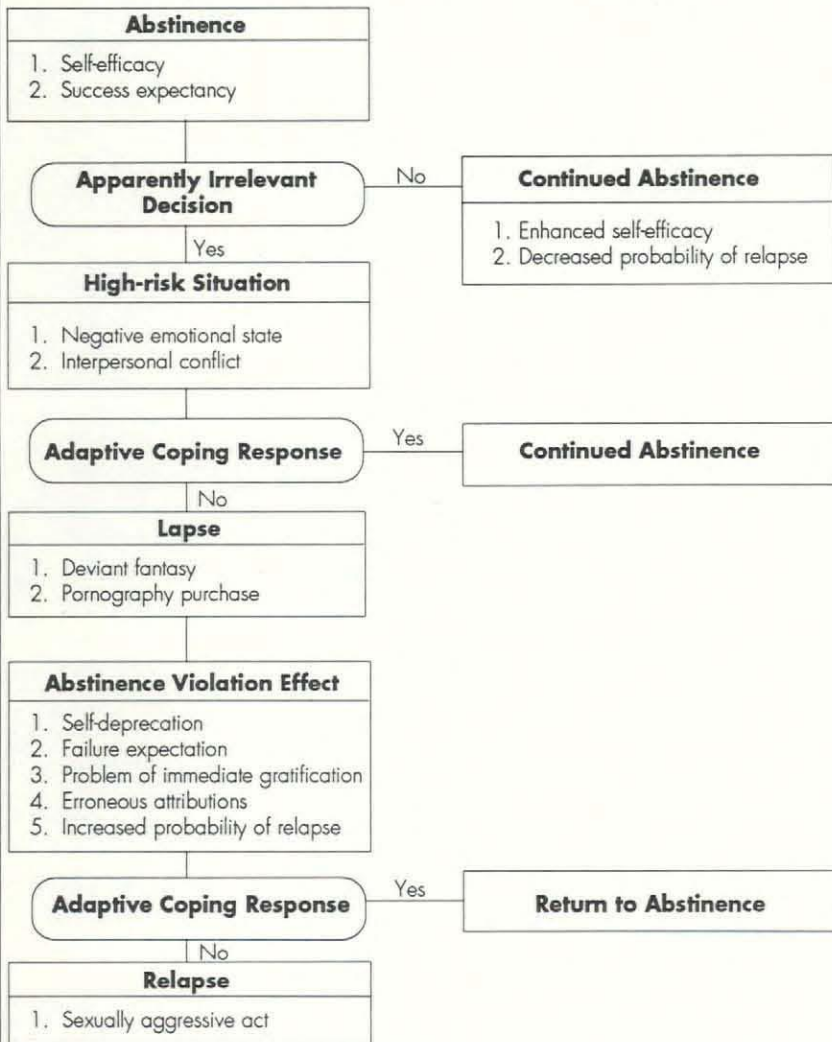 Abstinence
1. Self-efficacy
2. Success expectancy
Apparently Irrelevant
Decision
No
Continued Abstinence
1. Enhanced self-efficacy
2. Decreased probability of relapse
Yes
High-risk Situation
1. Negative emotional state
2. Interpersonal conflict
Adaptive Coping Response
Yes
Continued Abstinence
No
Lapse
1. Deviant fantasy
2. Pornography purchase
Abstinence Violation Effect
1. Self-deprecation
2. Failure expectation
3. Problem of immediate gratification
4. Erroneous attributions
5. Increased probability of relapse
Adaptive Coping Response
Yes
Return to Abstinence
No
Relapse
1. Sexually aggressive act